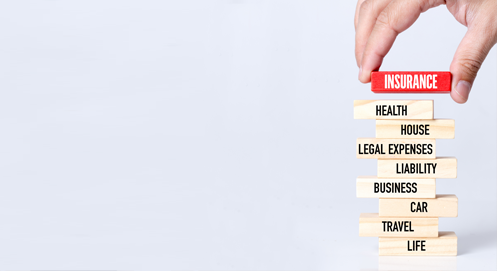 INSURANCE
HEALTH
HOUSE
LEGAL EXPENSES
LIABILITY
BUSINESS
CAR
TRAVEL
LIFE